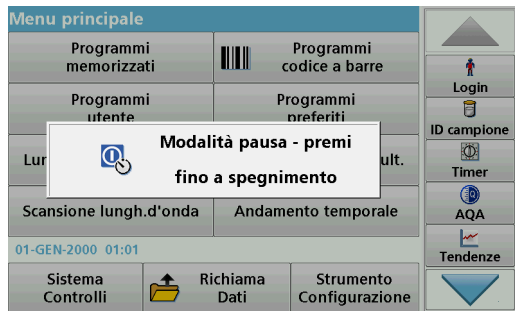 Menu principale
Programmi
memorizzati
Programmi
codice a barre
Programmi
utente
Programmi
preferiti
Modalità pausa - premi
fino a spegnimento
Scansione lungh.d'onda
Andamento temporale
01-GEN-2000 01:01
Sistema
Controlli
Richiama
Dati
Strumento
Configurazione
Login
ID campione
Timer
AQA
Tendenze